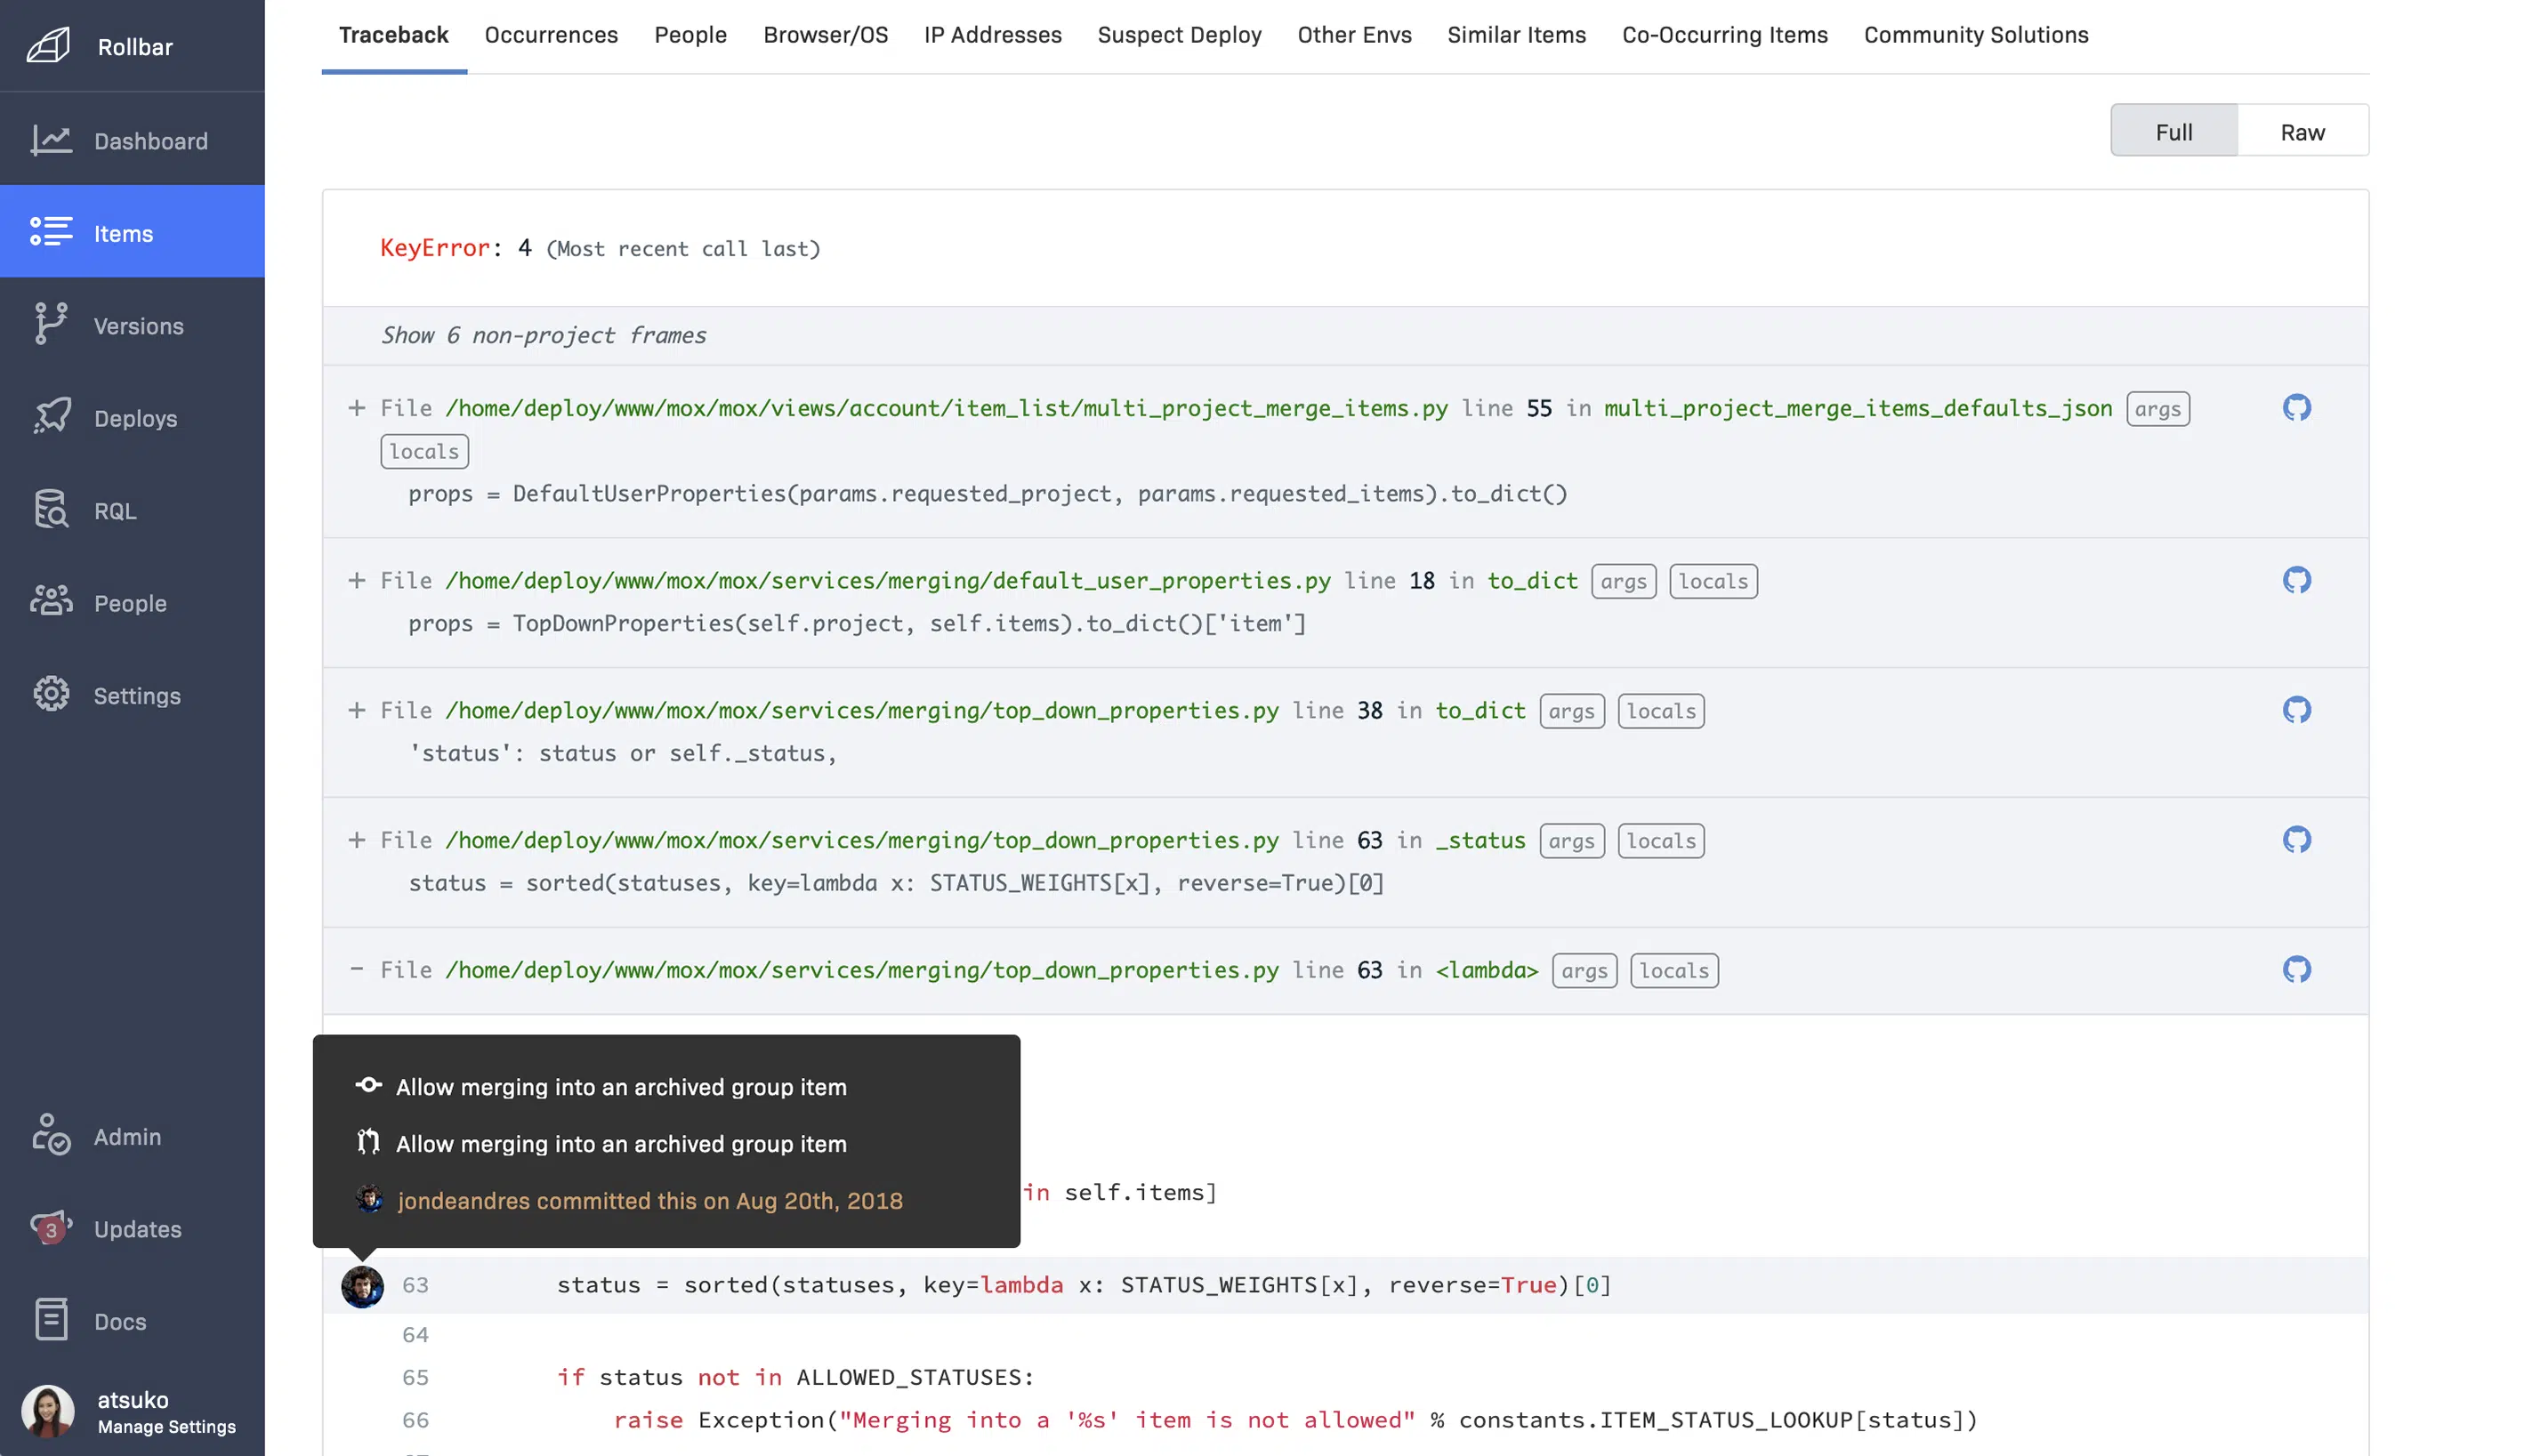 Rollbar
Dashboard
Items
Versions
Deploys
RQL
People
Settings
Admin
3 Updates
Docs
atsuko
Manage Settings
Traceback Occurrences People Browser/OS IP Addresses Suspect Deploy Other Envs Similar Items Co-Occurring Items Community Solutions
Full Raw
KeyError: 4 (Most recent call last)
Show 6 non-project frames
+ File /home/deploy/www/mox/mox/views/account/item_list/multi_project_merge_items.py line 55 in multi_project_merge_items_defaults_json args
locals
props = DefaultUserProperties(params.requested_project, params.requested_items).to_dict()
+ File /home/deploy/www/mox/mox/services/merging/default_user_properties.py line 18 in to_dict args locals
props = TopDownProperties(self.project, self.items).to_dict()['item']
+ File /home/deploy/www/mox/mox/services/merging/top_down_properties.py line 38 in to_dict args locals
'status': status or self._status,
+ File /home/deploy/www/mox/mox/services/merging/top_down_properties.py line 63 in _status args locals
status = sorted(statuses, key=lambda x: STATUS_WEIGHTS[x], reverse=True)[0]
- File /home/deploy/www/mox/mox/services/merging/top_down_properties.py line 63 in <lambda> args locals
Allow merging into an archived group item
Allow merging into an archived group item
in self.items]
jondeandres committed this on Aug 20th, 2018
63 status = sorted(statuses, key=lambda x: STATUS_WEIGHTS[x], reverse=True)[0]
64
65 if status not in ALLOWED_STATUSES:
66 raise Exception("Merging into a '%s' item is not allowed" % constants.ITEM_STATUS_LOOKUP[status])